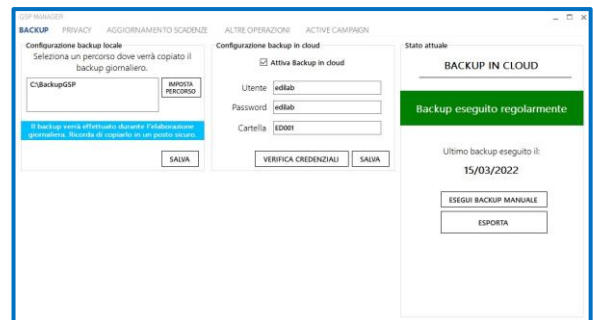 GSP MANAGER
BACKUP PRIVACY AGGIORNAMENTO SCADENZE ALTRE OPERAZIONI ACTIVE CAMPAIGN
Configurazione backup locale
Seleziona un percorso dove verrà copiato il
backup giornaliero.
C:\BackupGSP
IMPOSTA
PERCORSO
Il backup verrà effettuato durante l'elaborazione
giornaliera. Ricorda di copiarlo in un posto sicuro.
SALVA
Configurazione backup in cloud
Attiva Backup in cloud
Utente edilab
Password edilab
Cartella ED001
VERIFICA CREDENZIALI SALVA
Stato attuale
BACKUP IN CLOUD
Backup eseguito regolarmente
Ultimo backup eseguito il:
15/03/2022
ESEGUI BACKUP MANUALE
ESPORTA